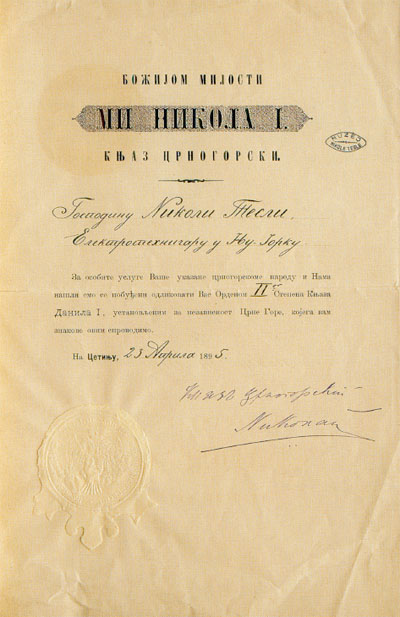 БОЖИЈОМ МИЛОСТИ
МИ НИКОЛА I.
КЊАЗ ЦРНОГОРСКИ.
Господину Николи Тесли,
Електротехничару у Њу Јорку
За особите услуге Ваше указане црногорскоме народу и Нама
нашли смо се побуђени одликовати Вас Орденом II Степена Књаза
Данила I, установљеним за независност Црне Горе, којега вам
знакове овим спроводимо.
На Цетињу, 23 Априла 1895.
Књаз Црногорски
Никола